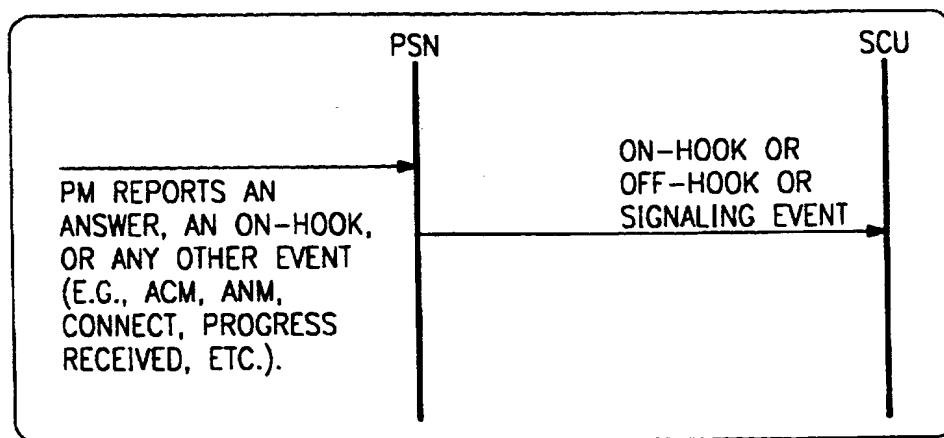 PSN
SCU
PM REPORTS AN
ANSWER, AN ON-HOOK,
OR ANY OTHER EVENT
(E.G., ACM, ANM,
CONNECT, PROGRESS
RECEIVED, ETC.).
ON-HOOK OR
OFF-HOOK OR
SIGNALING EVENT